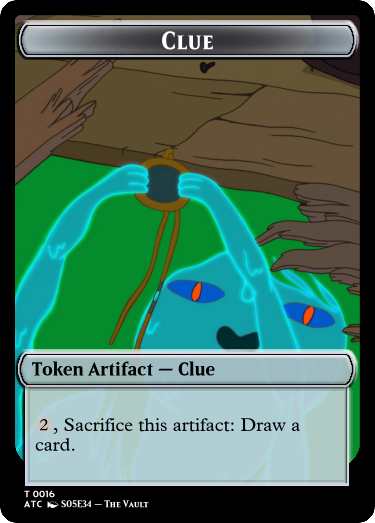 Clue
Token Artifact — Clue
2, Sacrifice this artifact: Draw a
card.
T 0016
ATC S05E34 — The Vault